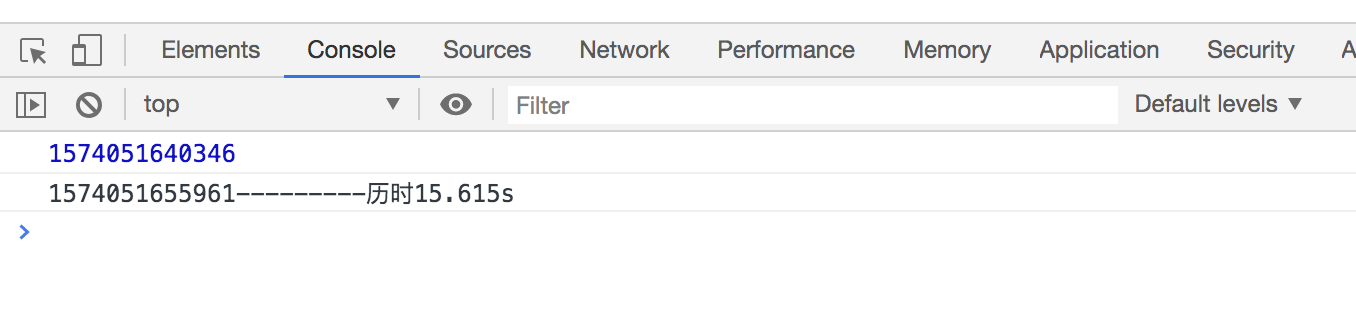 Elements Console Sources Network Performance Memory Application Security A
top Filter Default levels
1574051640346
1574051655961---------历时15.615s